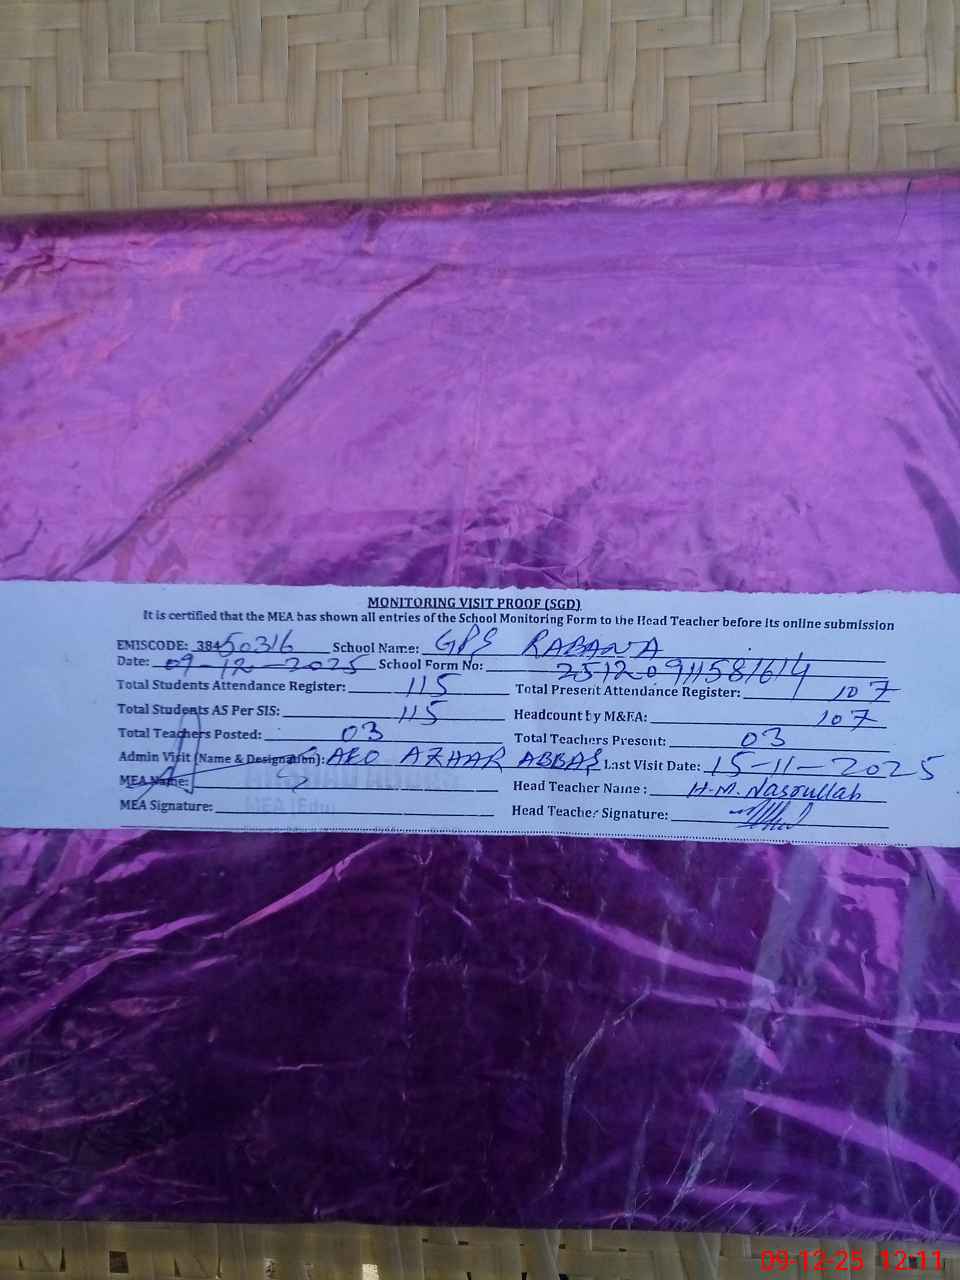 MONITORING VISIT PROOF (SGD)
It is certified that the MEA has shown all entries of the School Monitoring Form to the Head Teacher before its online submission
EMISCODE: 38450316 School Name: GPS RABANA
Date: 09-12-2025 School Form No: 25120911581614
Total Students Attendance Register: 115 Total Present Attendance Register: 107
Total Students AS Per SIS: 115 Headcount by M&EA: 107
Total Teachers Posted: 03 Total Teachers Present: 03
Admin Visit (Name & Designation): AEO AZHAR ABBAS Last Visit Date: 15-11-2025
MEA Name: Head Teacher Name: H.M. Nasrullah
MEA (Edu)
MEA Signature: Head Teacher Signature:
09-12-25 12:11